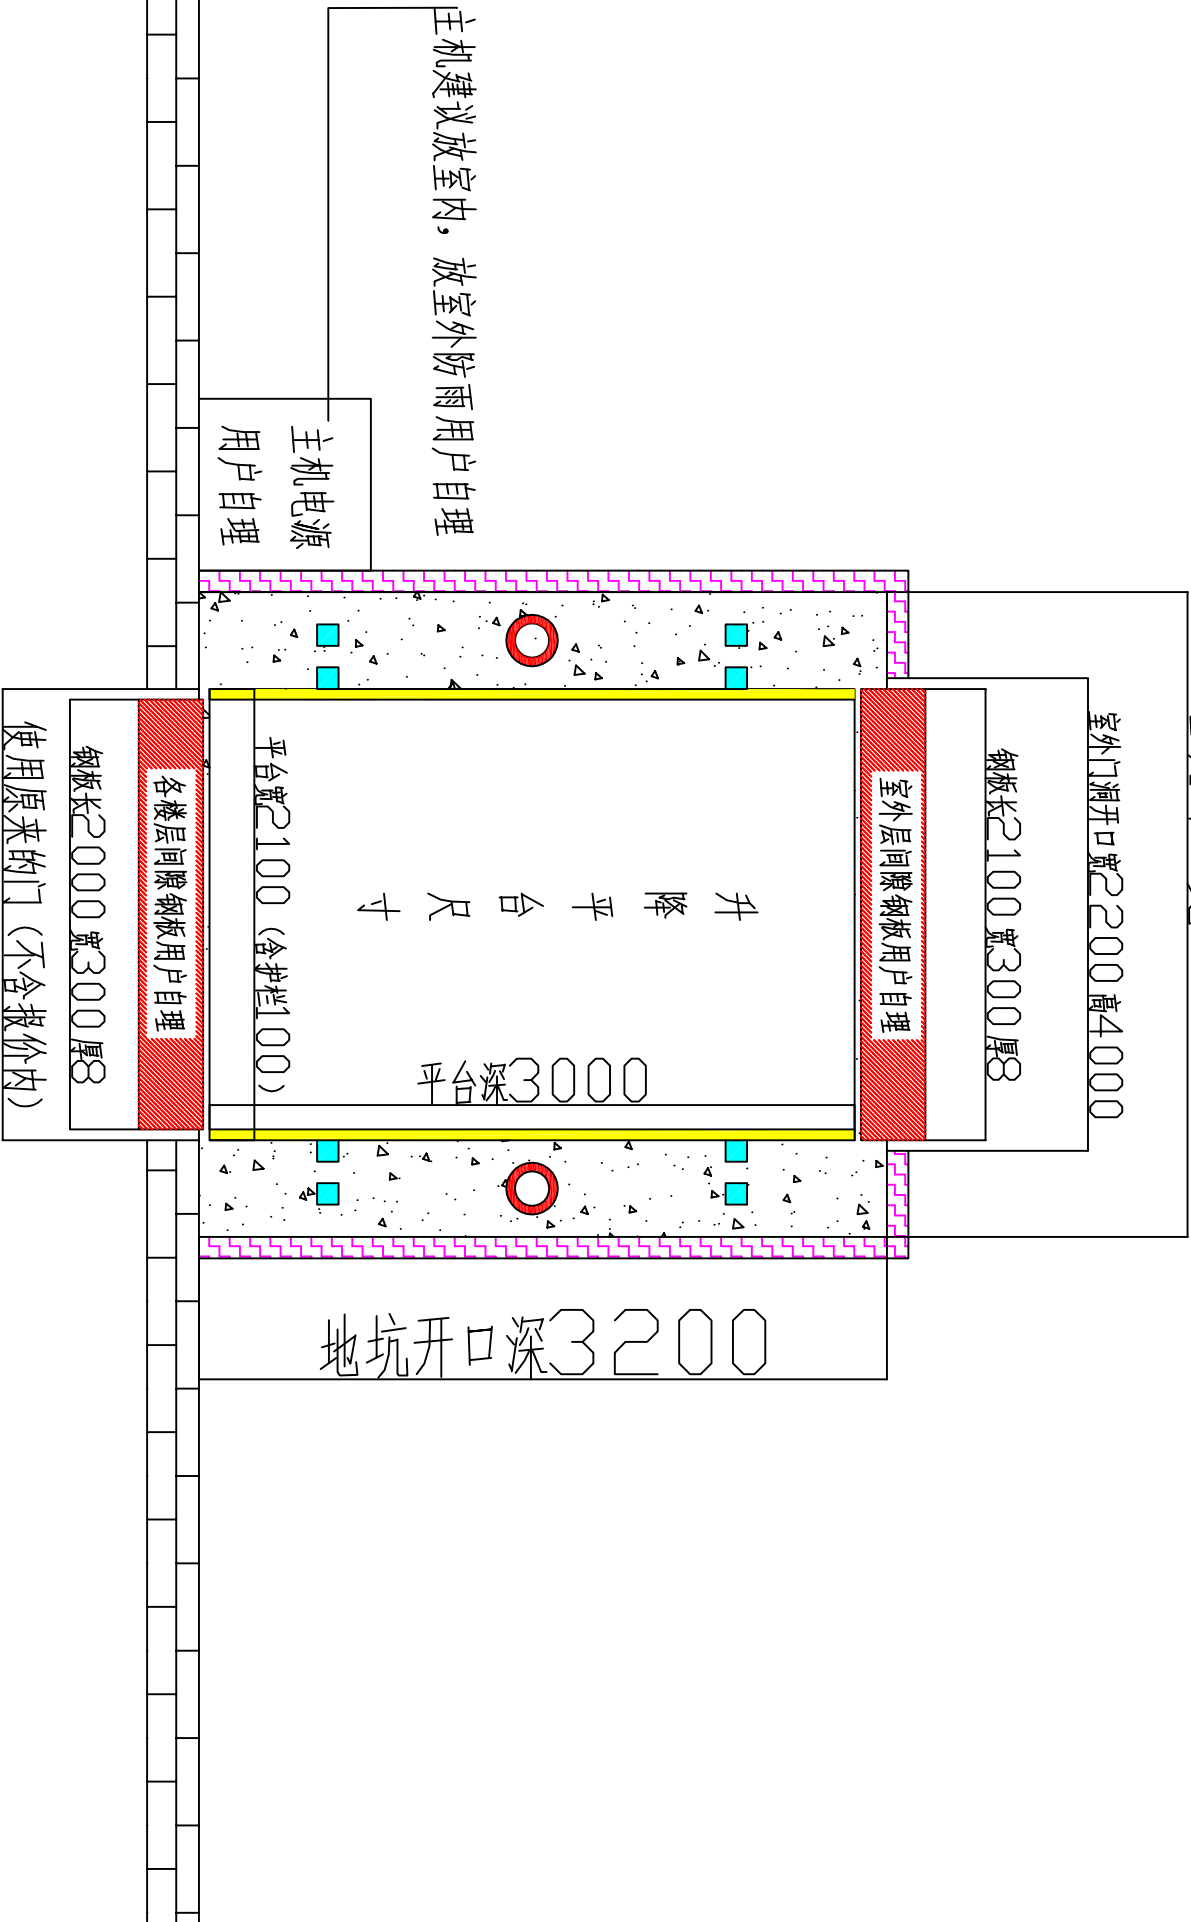 主机建议放室内，放室外防雨用户自理
主机电源
用户自理
室外门洞开口宽2200高4000
钢板长2100宽300厚8
室外层间隙钢板用户自理
升降平台尺寸
平台深3000
平台宽2100（含护栏100）
各楼层间隙钢板用户自理
钢板长2000宽300厚8
使用原来的门（不含报价内）
地坑开口深3200